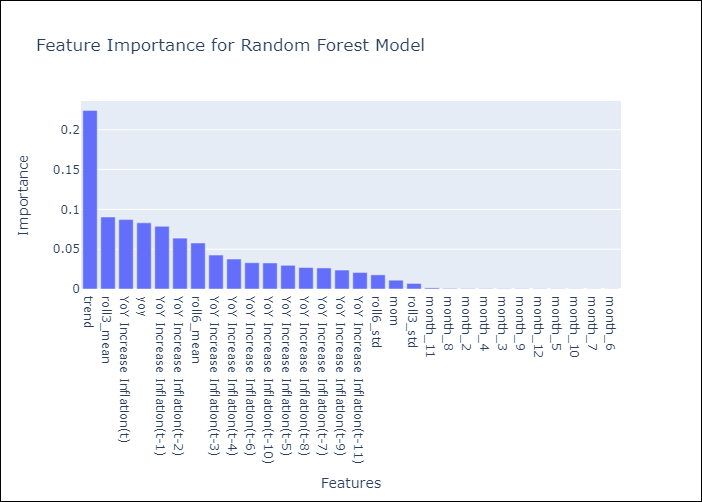 Feature Importance for Random Forest Model
Importance
0.2
0.15
0.1
0.05
0
trend
roll3_mean
YoY Increase Inflation(t)
yoy
YoY Increase Inflation(t-1)
YoY Increase Inflation(t-2)
roll6_mean
YoY Increase Inflation(t-3)
YoY Increase Inflation(t-4)
YoY Increase Inflation(t-6)
YoY Increase Inflation(t-10)
YoY Increase Inflation(t-5)
YoY Increase Inflation(t-8)
YoY Increase Inflation(t-7)
YoY Increase Inflation(t-9)
YoY Increase Inflation(t-11)
roll6_std
mom
roll3_std
month_11
month_8
month_2
month_4
month_3
month_9
month_12
month_5
month_10
month_7
month_6
Features